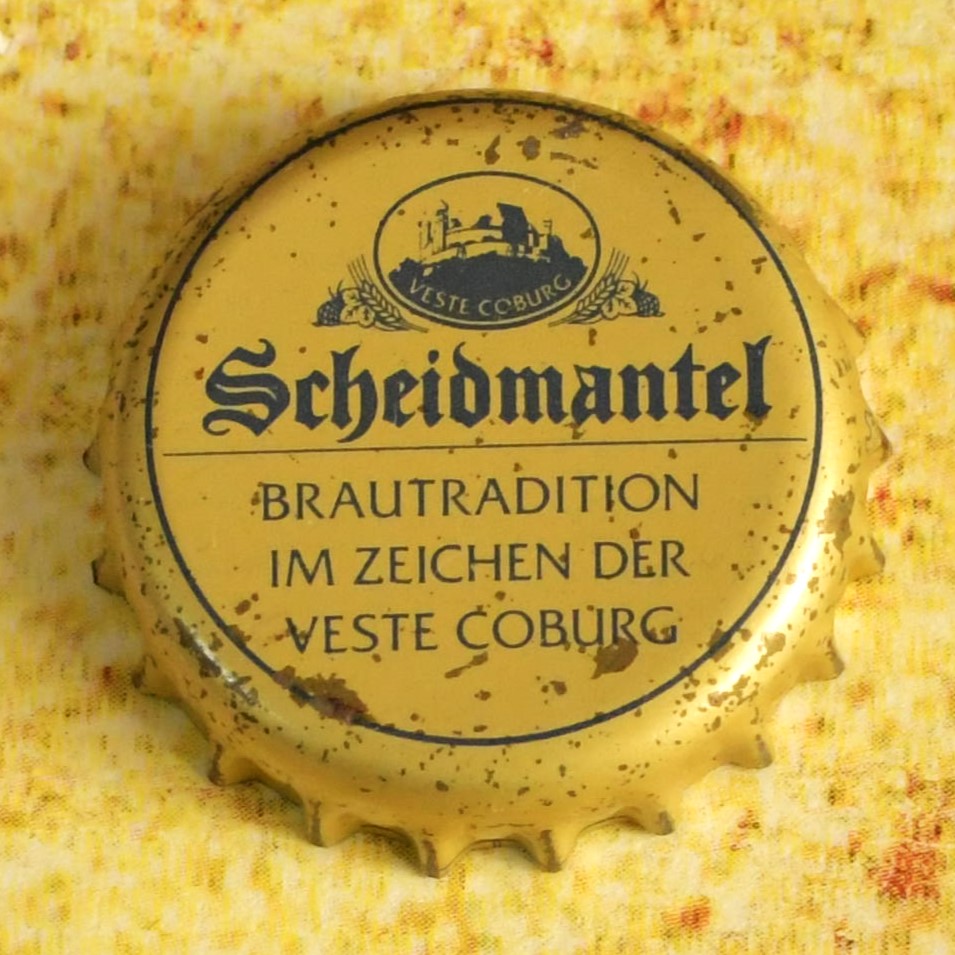 VESTE COBURG
Scheidmantel
BRAUTRADITION
IM ZEICHEN DER
VESTE COBURG